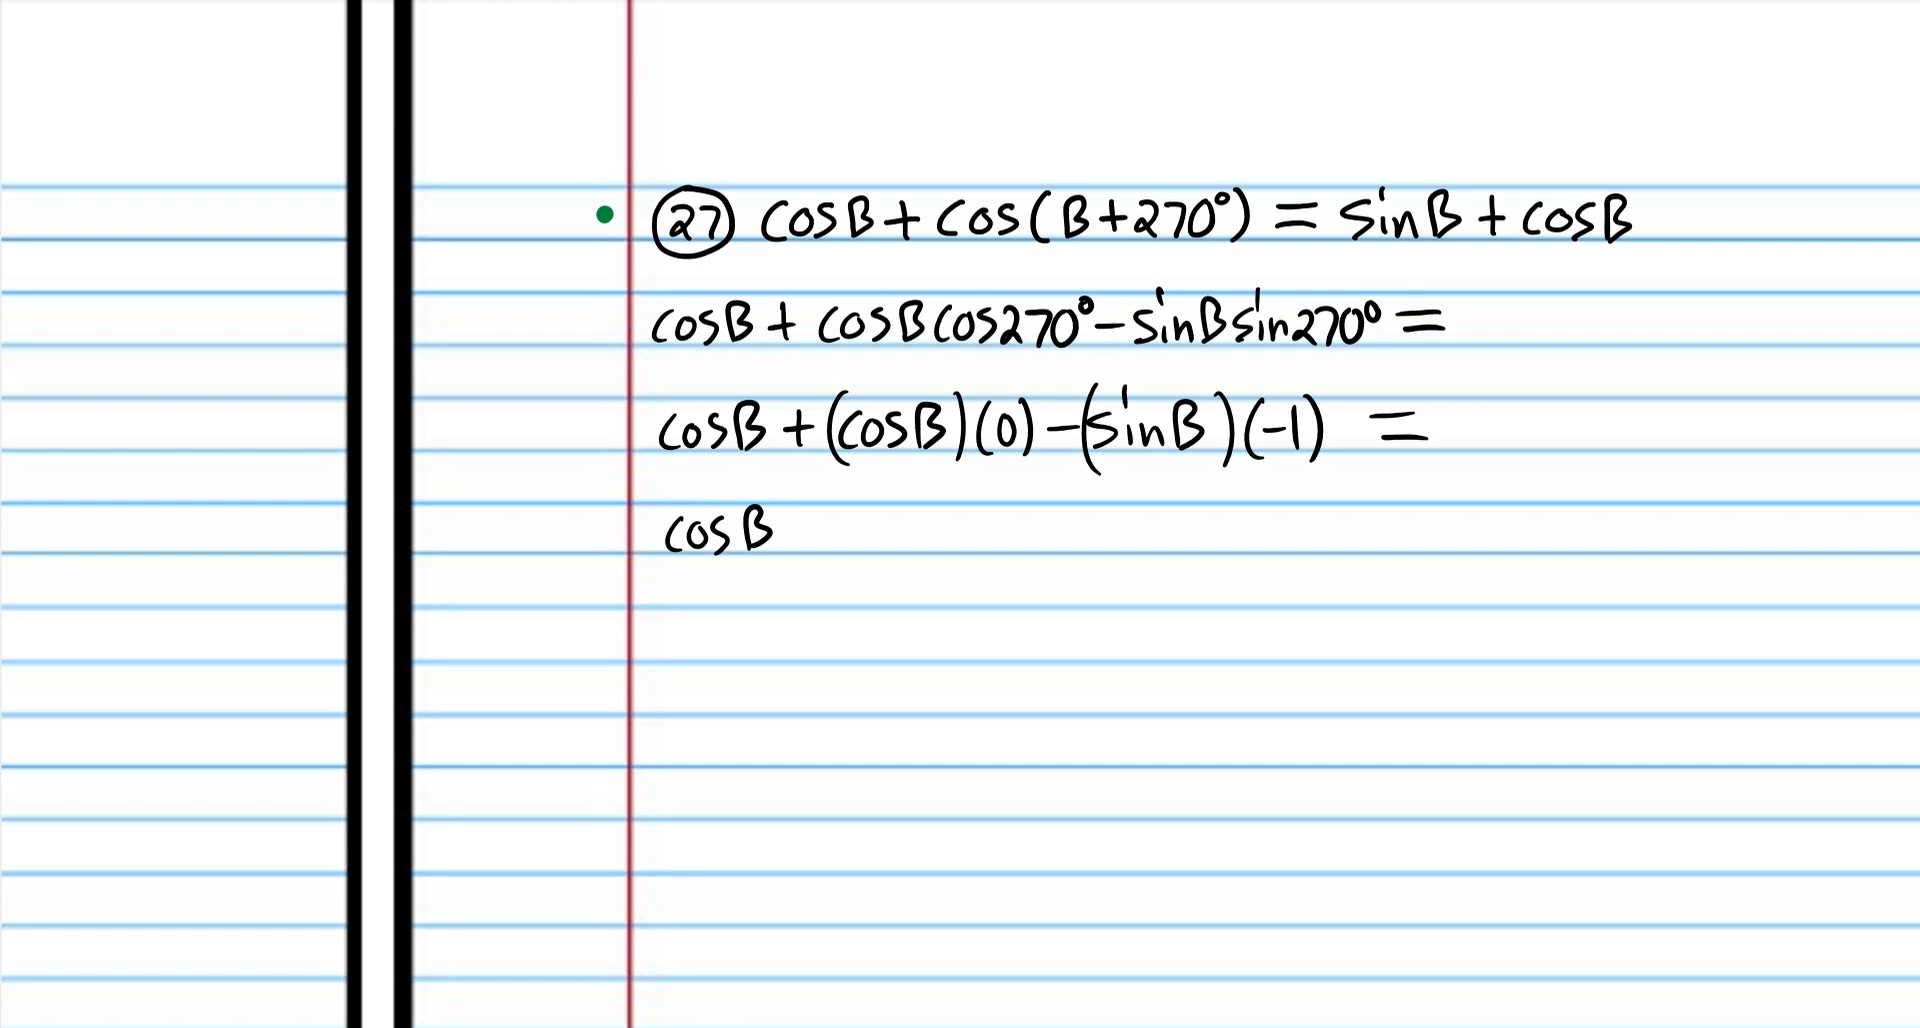 27 cosB + cos(B+270°) = sinB + cosB
cosB + cosBcos270° - sinBsin270° =
cosB + (cosB)(0) - (sinB)(-1) =
cosB